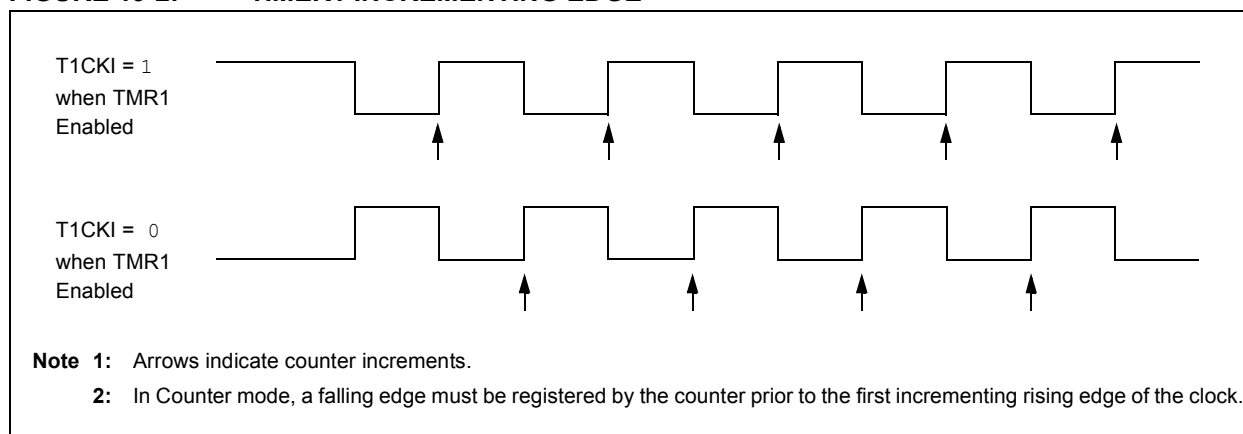 T1CKI = 1
when TMR1
Enabled
T1CKI = 0
when TMR1
Enabled
Note 1: Arrows indicate counter increments.
2: In Counter mode, a falling edge must be registered by the counter prior to the first incrementing rising edge of the clock.